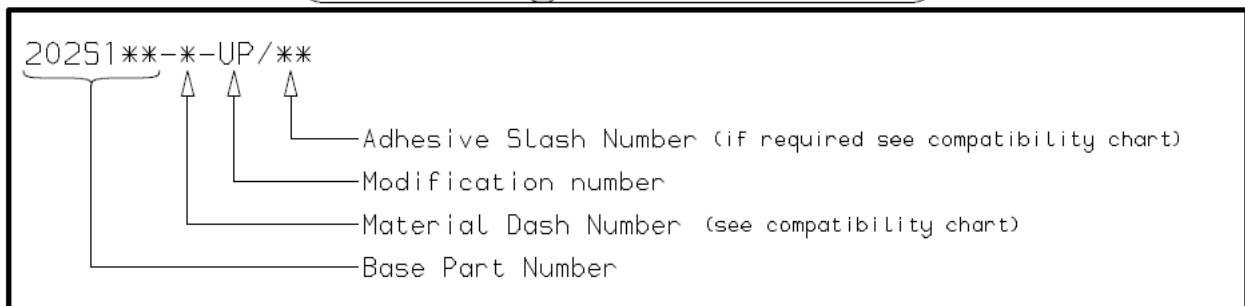 202S1**-*-UP/**
Adhesive Slash Number (if required see compatibility chart)
Modification number
Material Dash Number (see compatibility chart)
Base Part Number